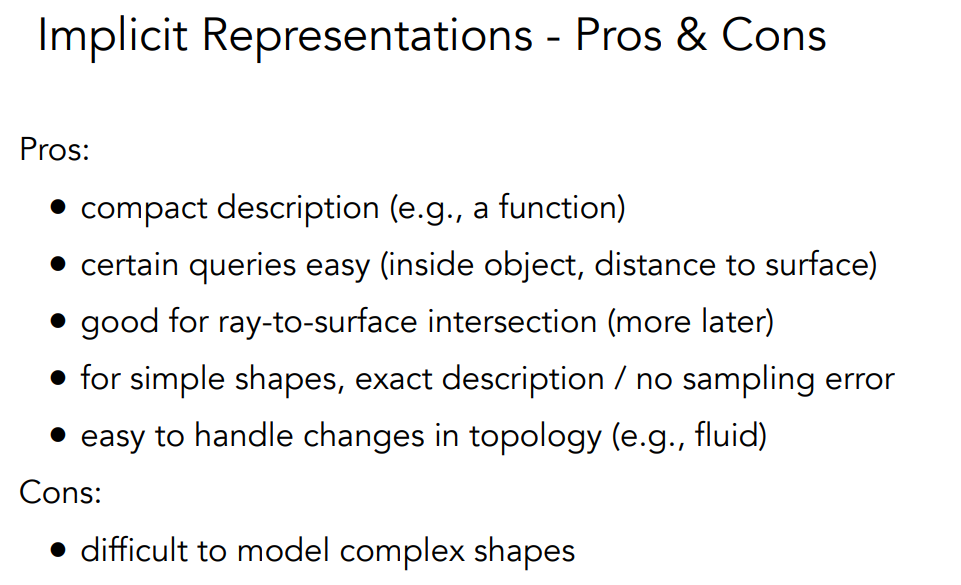 Implicit Representations - Pros & Cons
Pros:
• compact description (e.g., a function)
• certain queries easy (inside object, distance to surface)
• good for ray-to-surface intersection (more later)
• for simple shapes, exact description / no sampling error
• easy to handle changes in topology (e.g., fluid)
Cons:
• difficult to model complex shapes